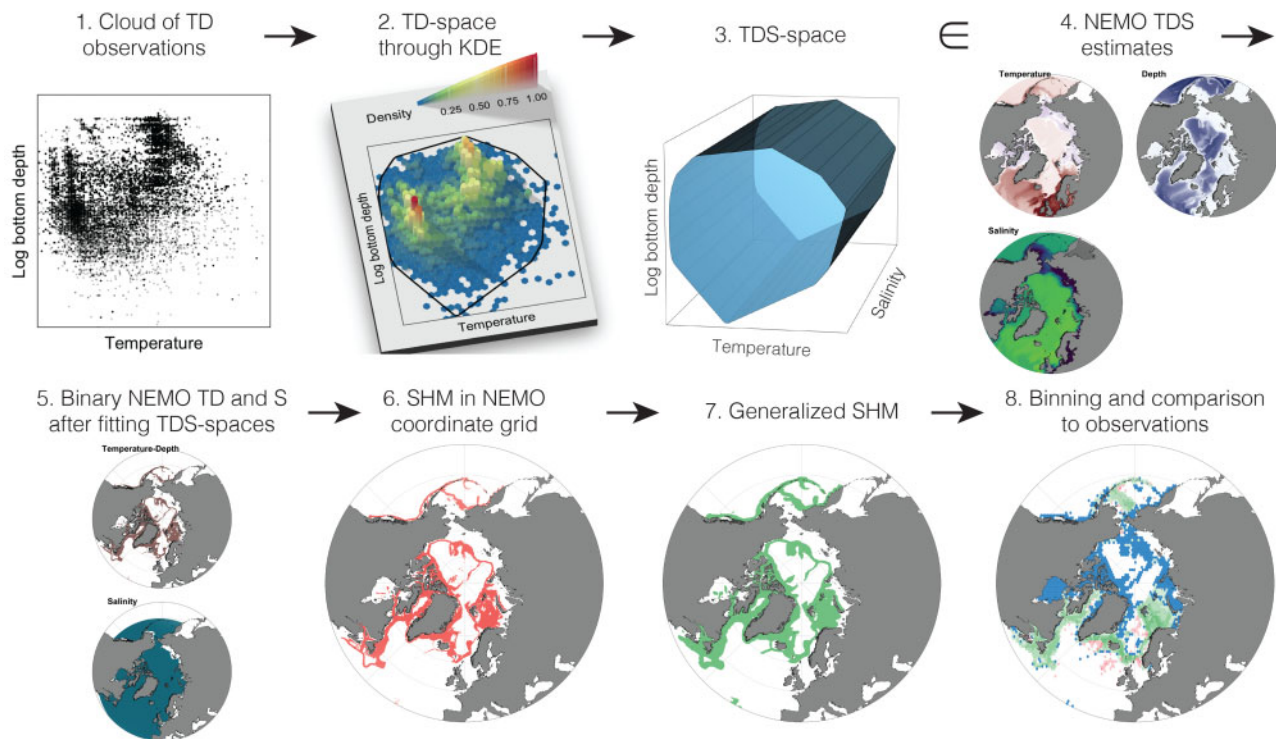 1. Cloud of TD
observations
2. TD-space
through KDE
3. TDS-space
∈
4. NEMO TDS
estimates
Log bottom depth
Temperature
Density
0.25 0.50 0.75 1.00
Log bottom depth
Temperature
Log bottom depth
Temperature
Salinity
Temperature
Depth
Salinity
5. Binary NEMO TD and S
after fitting TDS-spaces
6. SHM in NEMO
coordinate grid
7. Generalized SHM
8. Binning and comparison
to observations
Temperature-Depth
Salinity